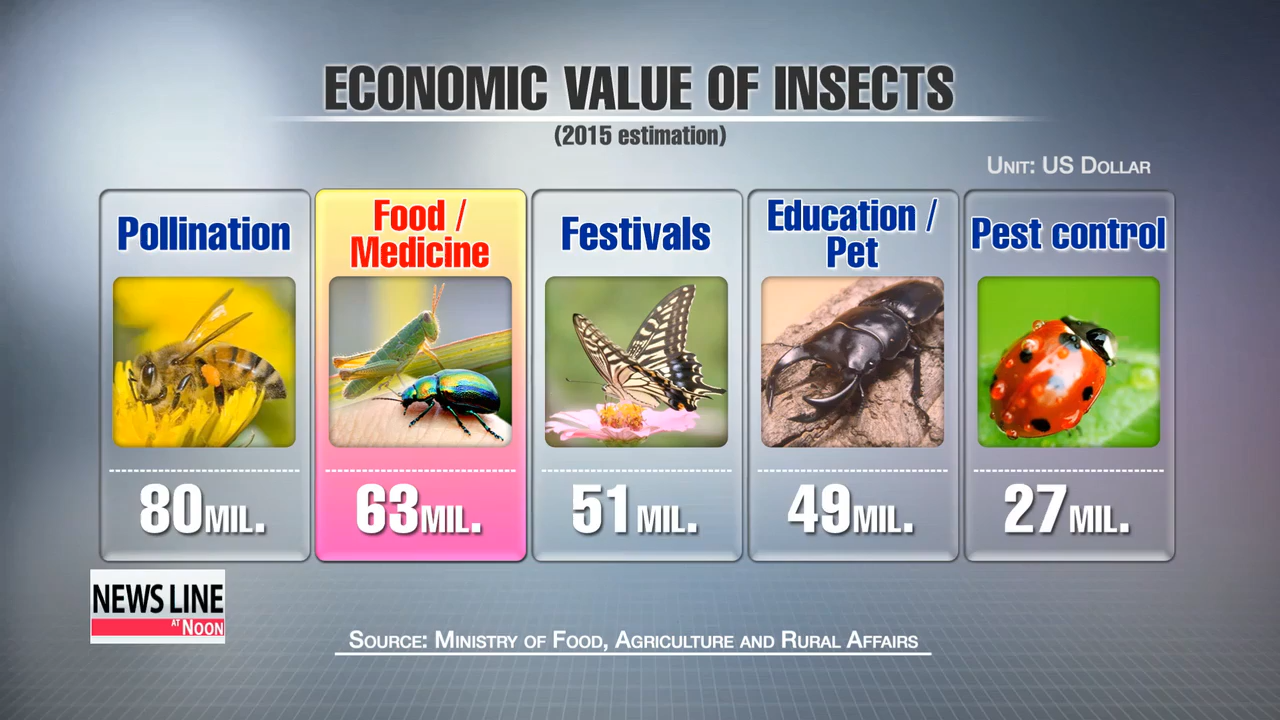 ECONOMIC VALUE OF INSECTS
(2015 estimation)
UNIT: US DOLLAR
Pollination
80MIL.
Food /
Medicine
63MIL.
Festivals
51MIL.
Education /
Pet
49MIL.
Pest control
27MIL.
NEWS LINE
AT NOON
SOURCE: MINISTRY OF FOOD, AGRICULTURE AND RURAL AFFAIRS